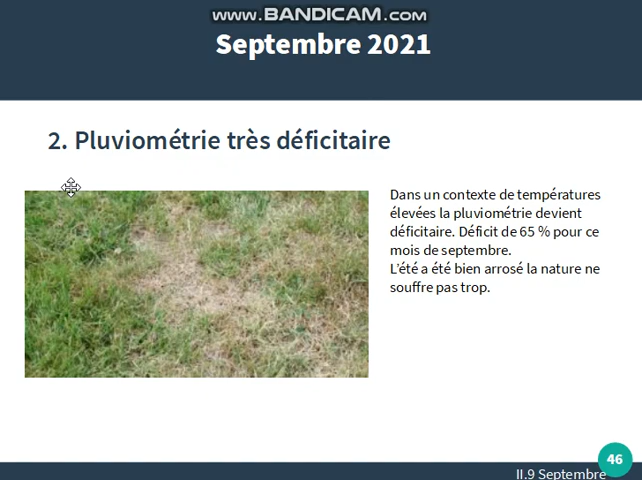 www.BANDICAM.com
Septembre 2021
2. Pluviométrie très déficitaire
Dans un contexte de températures
élevées la pluviométrie devient
déficitaire. Déficit de 65 % pour ce
mois de septembre.
L'été a été bien arrosé la nature ne
souffre pas trop.
46
II.9 Septembre